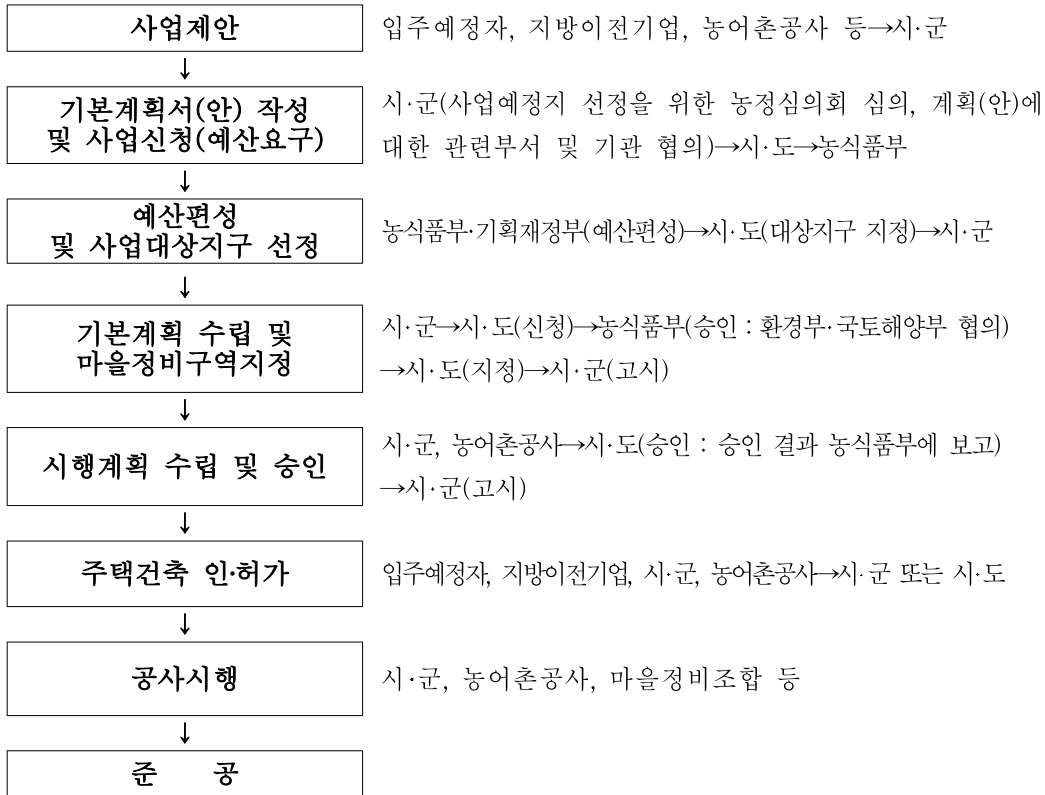 사업제안
입주예정자, 지방이전기업, 농어촌공사 등→시·군
↓
기본계획서(안) 작성
및 사업신청(예산요구)
시·군(사업예정지 선정을 위한 농정심의회 심의, 계획(안)에
대한 관련부서 및 기관 협의)→시·도→농식품부
↓
예산편성
및 사업대상지구 선정
농식품부·기획재정부(예산편성)→시·도(대상지구 지정)→시·군
↓
기본계획 수립 및
마을정비구역지정
시·군→시·도(신청)→농식품부(승인 : 환경부·국토해양부 협의)
→시·도(지정)→시·군(고시)
↓
시행계획 수립 및 승인
시·군, 농어촌공사→시·도(승인 : 승인 결과 농식품부에 보고)
→시·군(고시)
↓
주택건축 인·허가
입주예정자, 지방이전기업, 시·군, 농어촌공사→시·군 또는 시·도
↓
공사시행
시·군, 농어촌공사, 마을정비조합 등
↓
준 공